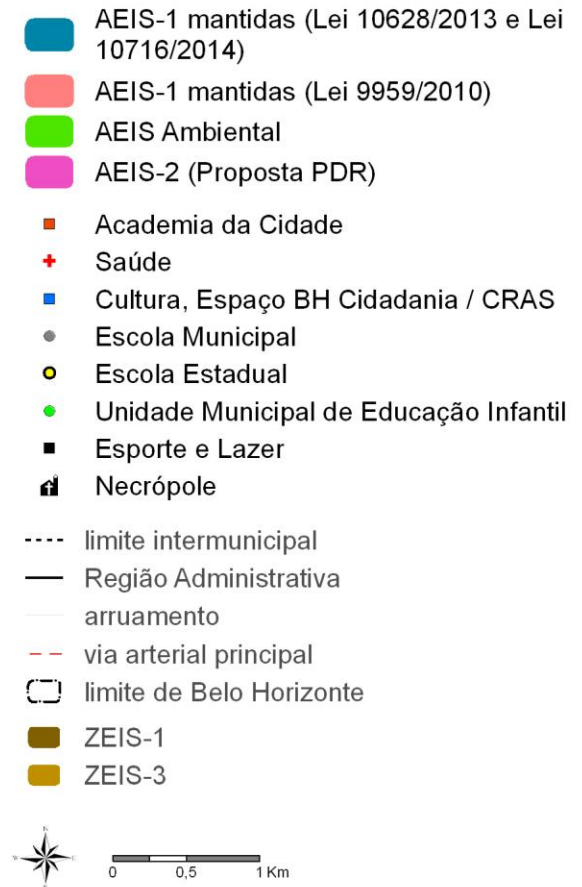 AEIS-1 mantidas (Lei 10628/2013 e Lei
10716/2014)
AEIS-1 mantidas (Lei 9959/2010)
AEIS Ambiental
AEIS-2 (Proposta PDR)
Academia da Cidade
Saúde
Cultura, Espaço BH Cidadania / CRAS
Escola Municipal
Escola Estadual
Unidade Municipal de Educação Infantil
Esporte e Lazer
Necrópole
limite intermunicipal
Região Administrativa
arruamento
via arterial principal
limite de Belo Horizonte
ZEIS-1
ZEIS-3
N
W
E
S
0 0,5 1 Km